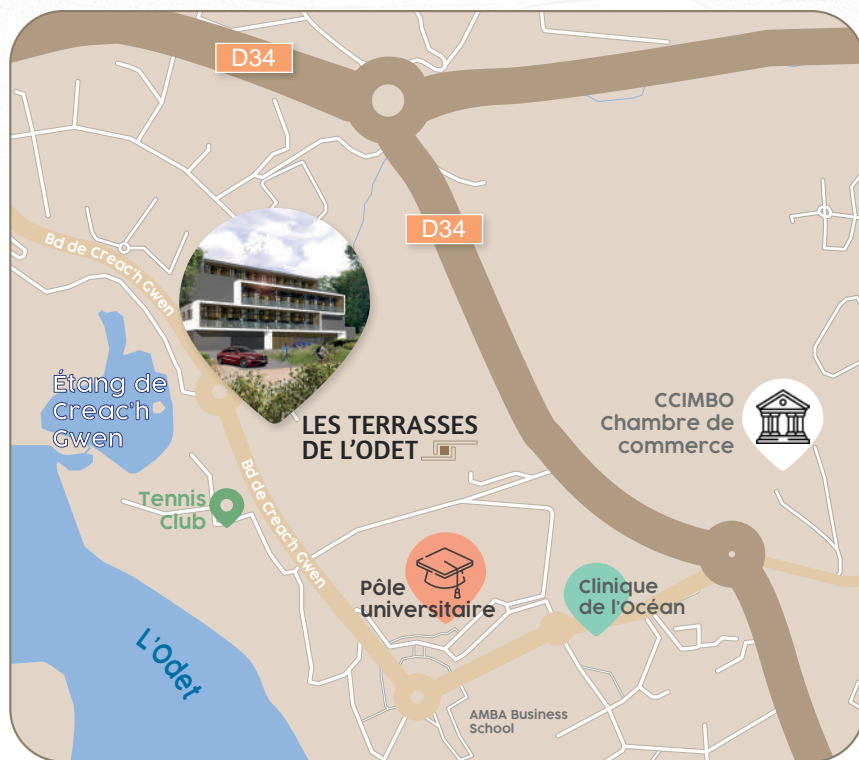 D34
D34
Bd de Creac'h Gwen
Étang de
Creac'h
Gwen
LES TERRASSES
DE L'ODET
CCIMBO
Chambre de
commerce
Bd de Creac'h Gwen
Tennis
Club
Pôle
universitaire
Clinique
de l'Océan
L'Odet
AMBA Business
School